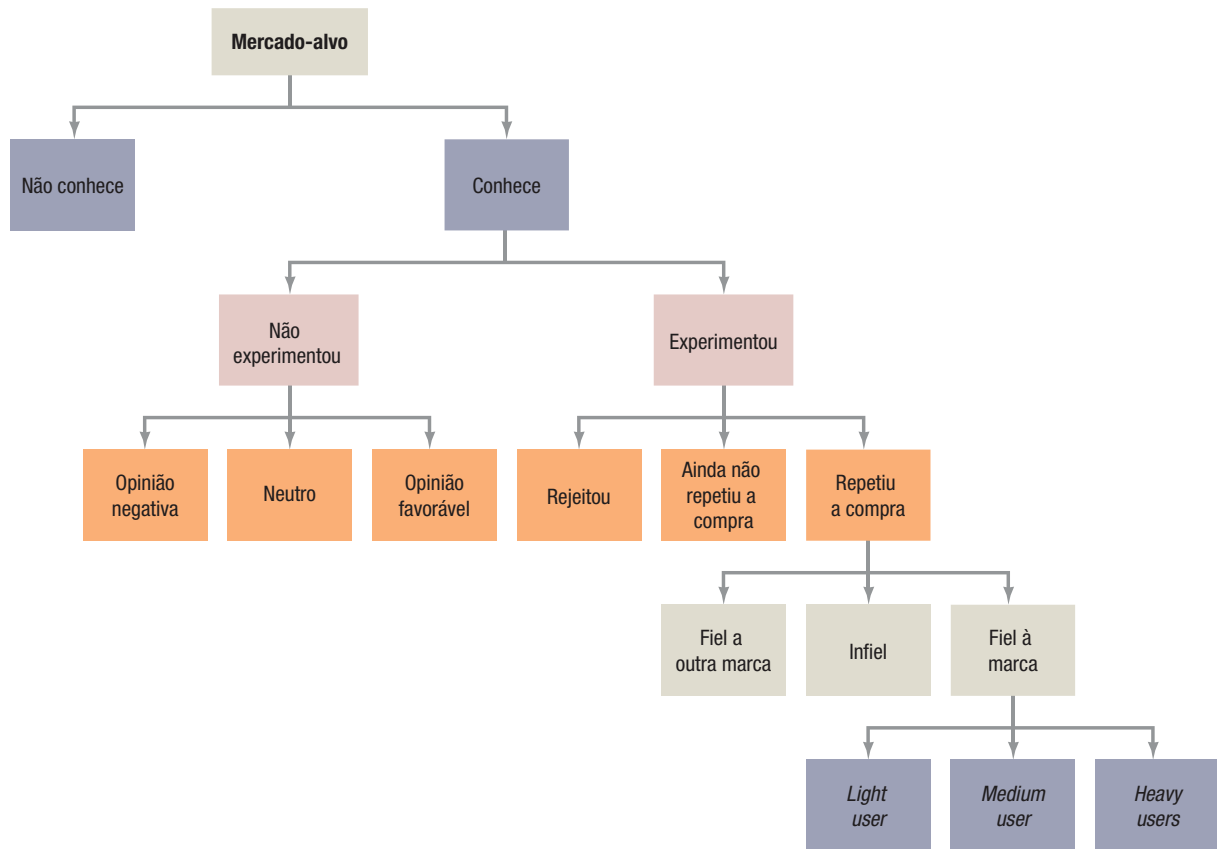 Mercado-alvo
Não conhece
Conhece
Não
experimentou
Experimentou
Opinião
negativa
Neutro
Opinião
favorável
Rejeitou
Ainda não
repetiu a
compra
Repetiu
a compra
Fiel a
outra marca
Infiel
Fiel à
marca
Light
user
Medium
user
Heavy
users